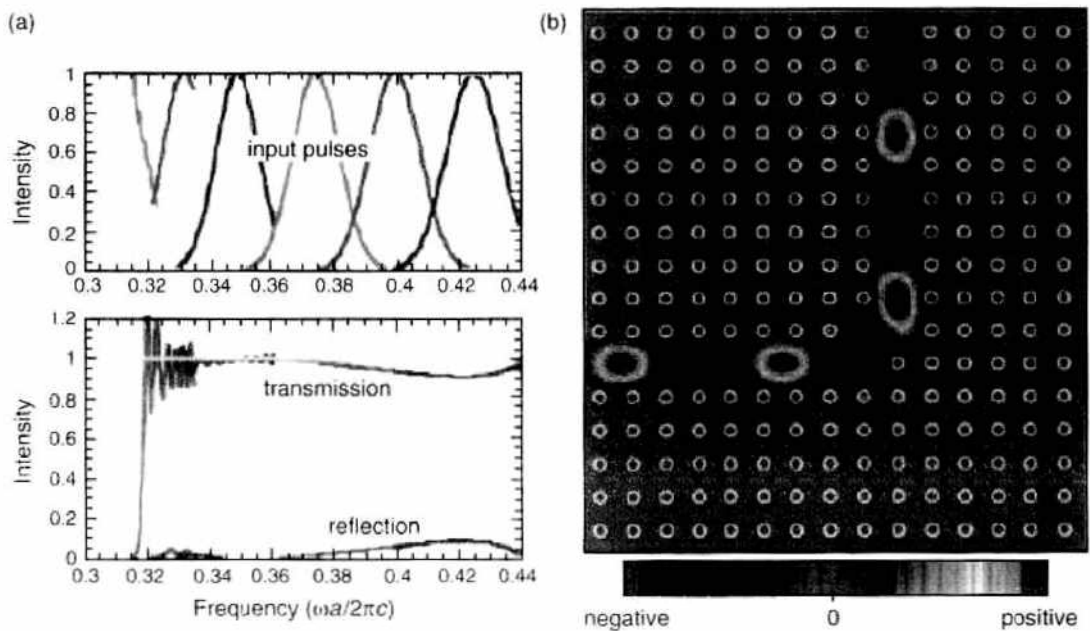 (a)
1
0.8
0.6
0.4
0.2
0
Intensity
input pulses
0.3 0.32 0.34 0.36 0.38 0.4 0.42 0.44
1.2
1
0.8
0.6
0.4
0.2
0
Intensity
transmission
reflection
0.3 0.32 0.34 0.36 0.38 0.4 0.42 0.44
Frequency (ωa/2πc)
(b)
negative 0 positive